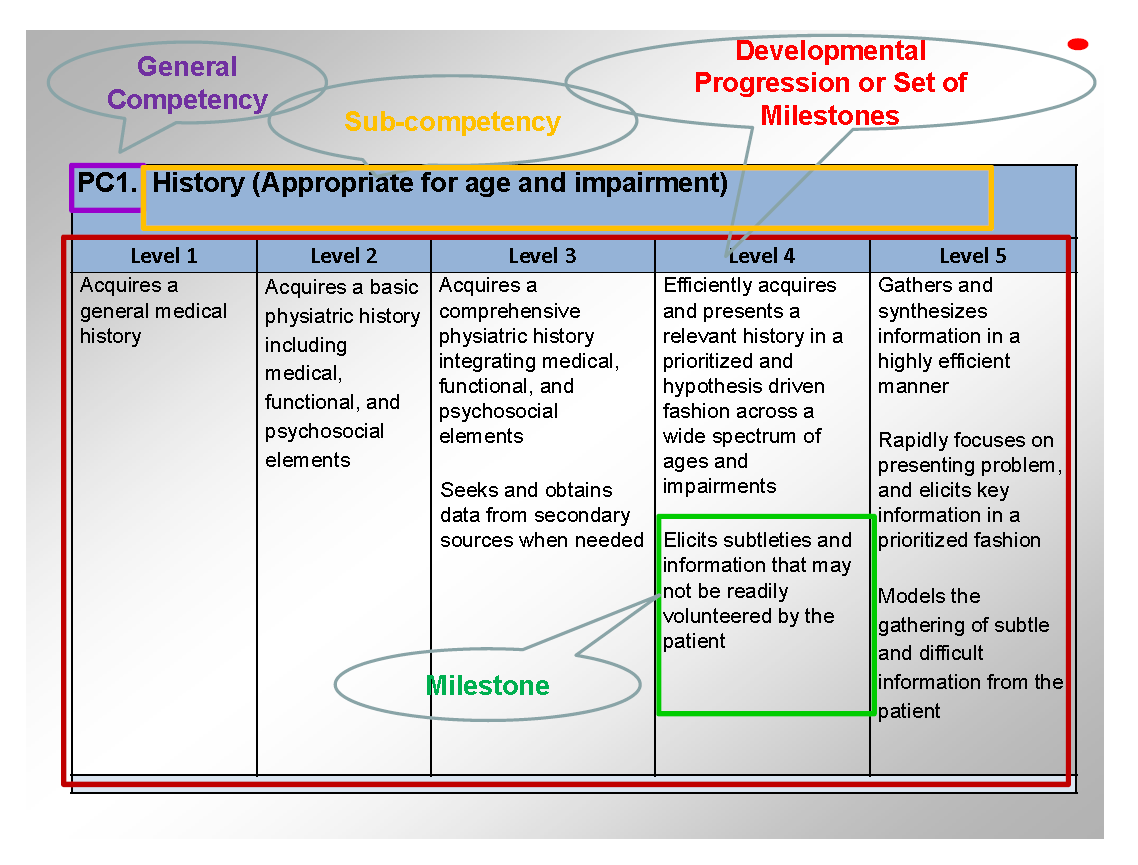 General
Competency
Sub-competency
Developmental
Progression or Set of
Milestones
PC1. History (Appropriate for age and impairment)
Level 1
Level 2
Level 3
Level 4
Level 5
Acquires a
general medical
history
Acquires a basic
physiatric history
including
medical,
functional, and
psychosocial
elements
Acquires a
comprehensive
physiatric history
integrating medical,
functional, and
psychosocial
elements
Seeks and obtains
data from secondary
sources when needed
Efficiently acquires
and presents a
relevant history in a
prioritized and
hypothesis driven
fashion across a
wide spectrum of
ages and
impairments
Elicits subtleties and
information that may
not be readily
volunteered by the
patient
Gathers and
synthesizes
information in a
highly efficient
manner
Rapidly focuses on
presenting problem,
and elicits key
information in a
prioritized fashion
Models the
gathering of subtle
and difficult
information from the
patient
Milestone